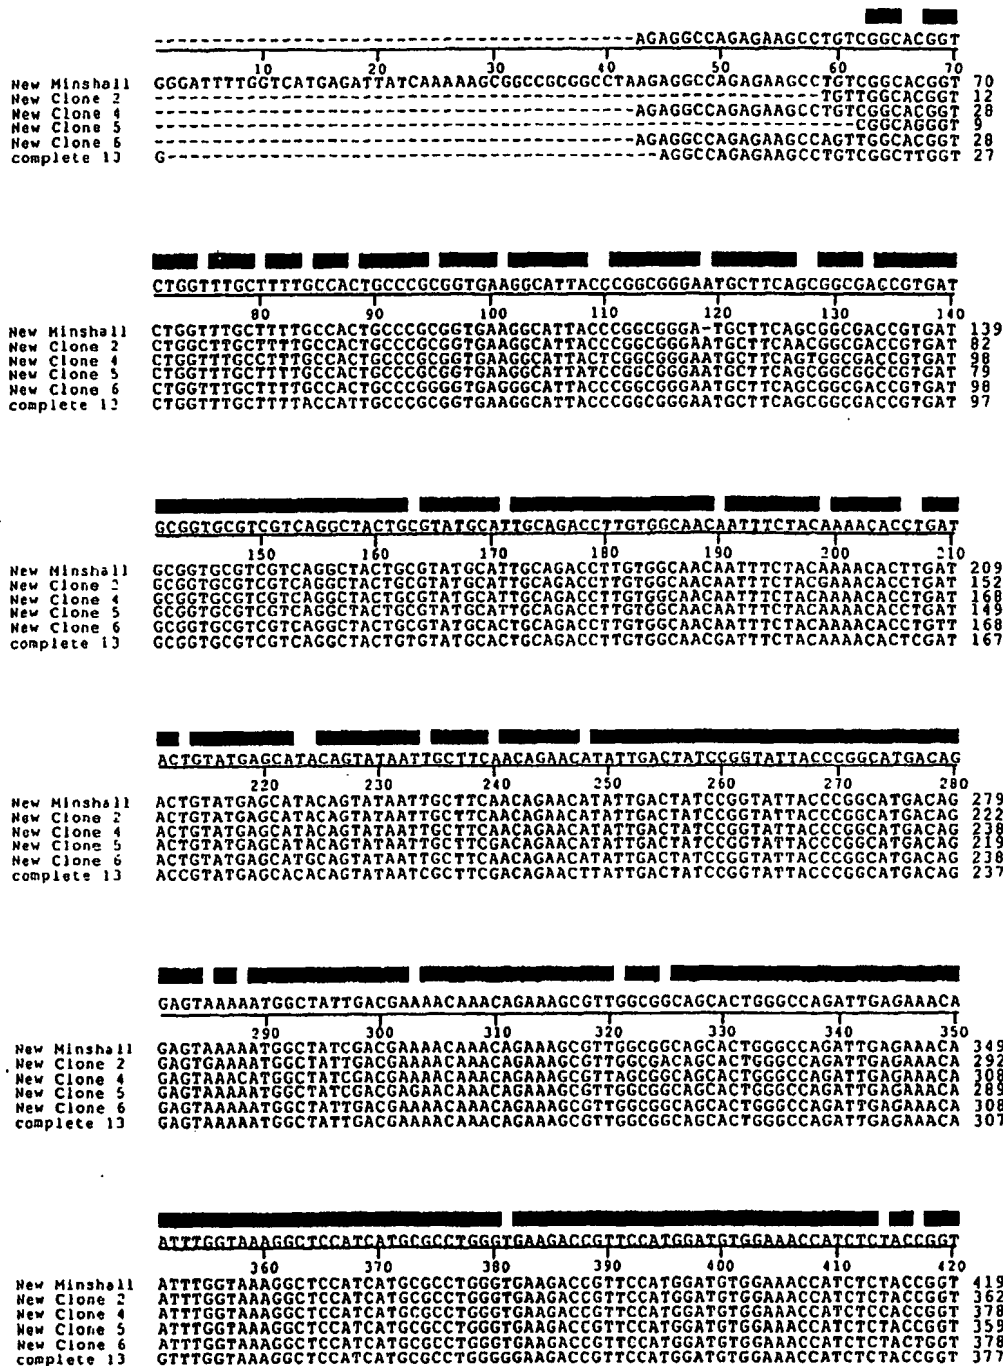 ------------------------------------------AGAGGCCAGAGAAGCCTGTCGGCACGGT
10 20 30 40 50 60 70
New Minshall GGGATTTTGGTCATGAGATTATCAAAAAGCGGCCGCGGCCTAAGAGGCCAGAGAAGCCTGTCGGCACGGT 70
New Clone 2 ----------------------------------------------------------TGTTGGCACGGT 12
New Clone 4 ------------------------------------------AGAGGCCAGAGAAGCCTGTCGGCACGGT 28
New Clone 5 -------------------------------------------------------------CGGCAGGGT 9
New Clone 6 ------------------------------------------AGAGGCCAGAGAAGCCAGTTGGCACGGT 28
complete 13 G-------------------------------------------AGGCCAGAGAAGCCTGTCGGCTTGGT 27
CTGGTTTGCTTTTGCCACTGCCCGCGGTGAAGGCATTACCCGGCGGGAATGCTTCAGCGGCGACCGTGAT
80 90 100 110 120 130 140
New Minshall CTGGTTTGCTTTTGCCACTGCCCGCGGTGAAGGCATTACCCGGCGGGA-TGCTTCAGCGGCGACCGTGAT 139
New Clone 2 CTGGCTTGCTTTTGCCACTGCCCGCGGTGAAGGCATTACCCGGCGGGAATGCTTCAACGGCGACCGTGAT 82
New Clone 4 CTGGTTTGCCTTTGCCACTGCCCGCGGTGAAGGCATTACTCGGCGGGAATGCTTCAGTGGCGACCGTGAT 98
New Clone 5 CTGGTTTGCTTTTGCCACTGCCCGCGGTGAAGGCATTATCCGGCGGGAATGCTTCAGCGGCGGCCGTGAT 79
New Clone 6 CTGGTTTGCTTTTGCCACTGCCCGGGGTGAGGGCATTACCCGGCGGGAATGCTTCAGCGGCGACCGTGAT 98
complete 13 CTGGTTTGCTTTTACCATTGCCCGCGGTGAAGGCATTACCCGGCGGGAATGCTTCAGCGGCGACCGTGAT 97
GCGGTGCGTCGTCAGGCTACTGCGTATGCATTGCAGACCTTGTGGCAACAATTTCTACAAAACACCTGAT
150 160 170 180 190 200 210
New Minshall GCGGTGCGTCGTCAGGCTACTGCGTATGCATTGCAGACCTTGTGGCAACAATTTCTACAAAACACTTGAT 209
New Clone 2 GCGGTGCGTCGTCAGGCTACTGCGTATGCATTGCAGACCTTGTGGCAACAATTTCTACGAAACACCTGAT 152
New Clone 4 GCGGTGCGTCGTCAGGCTACTGCGTATGCATTGCAGACCTTGTGGCAACAATTTCTACAAAACACCTGAT 168
New Clone 5 GCGGTGCGTCGTCAGGCTACTGCGTATGCATTGCAGACCTTGTGGCAACAATTTCTACAAAACACCTGAT 149
New Clone 6 GCGGTGCGTCGTCAGGCTACTGCGTATGCACTGCAGACCTTGTGGCAACAATTTCTACAAAACACCTGTT 168
complete 13 GCGGTGCGTCGTCAGGCTACTGTGTATGCACTGCAGACCTTGTGGCAACGATTTCTACAAAACACTCGAT 167
ACTGTATGAGCATACAGTATAATTGCTTCAACAGAACATATTGACTATCCGGTATTACCCGGCATGACAG
220 230 240 250 260 270 280
New Minshall ACTGTATGAGCATACAGTATAATTGCTTCAACAGAACATATTGACTATCCGGTATTACCCGGCATGACAG 279
New Clone 2 ACTGTATGAGCATACAGTATAATTGCTTCAACAGAACATATTGACTATCCGGTATTACCCGGCATGACAG 222
New Clone 4 ACTGTATGAGCATACAGTATAATTGCTTCAACAGAACATATTGACTATCCGGTATTACCCGGCATGACAG 238
New Clone 5 ACTGTATGAGCATACAGTATAATTGCTTCGACAGAACATATTGACTATCCGGTATTACCCGGCATGACAG 219
New Clone 6 ACTGTATGAGCATGCAGTATAATTGCTTCAACAGAACATATTGACTATCCGGTATTACCCGGCATGACAG 238
complete 13 ACCGTATGAGCACACAGTATAATCGCTTCGACAGAACTTATTGACTATCCGGTATTACCCGGCATGACAG 237
GAGTAAAAATGGCTATTGACGAAAACAAACAGAAAGCGTTGGCGGCAGCACTGGGCCAGATTGAGAAACA
290 300 310 320 330 340 350
New Minshall GAGTAAAAATGGCTATCGACGAAAACAAACAGAAAGCGTTGGCGGCAGCACTGGGCCAGATTGAGAAACA 349
New Clone 2 GAGTGAAAATGGCTATTGACGAAAACAAACAGAAAGCGTTGGCGACAGCACTGGGCCAGATTGAGAAACA 292
New Clone 4 GAGTAAACATGGCTATCGACGAAAACAAACAGAAAGCGTTAGCGGCAGCACTGGGCCAGATTGAGAAACA 308
New Clone 5 GAGTAAAAATGGCTATCGACGAGAACAAACAGAAAGCGTTGGCGGCAGCACTGGGCCAGATTGAGAAACA 289
New Clone 6 GAGTAAAAATGGCTATTGACGAAAACAAACAGAAAGCGTTGGCGGCAGCACTGGGCCAGATTGAGAAACA 308
complete 13 GAGTAAAAATGGCTATTGACGAAAACAAACAGAAAGCGTTGGCGGCAGCACTGGGCCAGATTGAGAAACA 307
ATTTGGTAAAGGCTCCATCATGCGCCTGGGTGAAGACCGTTCCATGGATGTGGAAACCATCTCTACCGGT
360 370 380 390 400 410 420
New Minshall ATTTGGTAAAGGCTCCATCATGCGCCTGGGTGAAGACCGTTCCATGGATGTGGAAACCATCTCTACCGGT 419
New Clone 2 ATTTGGTAAAGGCTCCATCATGCGCCTGGGTGAAGACCGTTCCATGGATGTGGAAACCATCTCTACCGGT 362
New Clone 4 ATTTGGTAAAGGCTCCATCATGCGCCTGGGTGAAGACCGTTCCATGGATGTGGAAACCATCTCCACCGGT 378
New Clone 5 ATTTGGTAAAGGCTCCATCATGCGCCTGGGTGAAGACCGTTCCATGGATGTGGAAACCATCTCTACCGGT 359
New Clone 6 ATTTGGTAAAGGCTCCATCATGCGCCTGGGTGAAGACCGTTCCATGGATGTGGAAACCATCTCTACTGGT 378
complete 13 GTTTGGTAAAGGCTCCATCATGCGCCTGGGGGAAGACCGTTCCATGGATGTGGAAACCATCTCTACCGGT 377